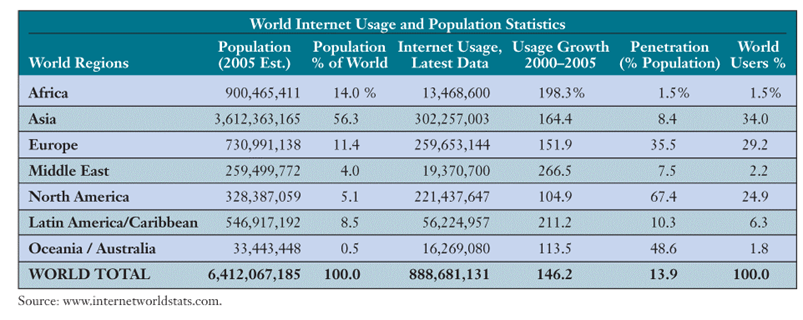 World Internet Usage and Population Statistics
Population Population Internet Usage, Usage Growth Penetration World
World Regions (2005 Est.) % of World Latest Data 2000–2005 (% Population) Users %
Africa 900,465,411 14.0 % 13,468,600 198.3% 1.5% 1.5%
Asia 3,612,363,165 56.3 302,257,003 164.4 8.4 34.0
Europe 730,991,138 11.4 259,653,144 151.9 35.5 29.2
Middle East 259,499,772 4.0 19,370,700 266.5 7.5 2.2
North America 328,387,059 5.1 221,437,647 104.9 67.4 24.9
Latin America/Caribbean 546,917,192 8.5 56,224,957 211.2 10.3 6.3
Oceania / Australia 33,443,448 0.5 16,269,080 113.5 48.6 1.8
WORLD TOTAL 6,412,067,185 100.0 888,681,131 146.2 13.9 100.0
Source: www.internetworldstats.com.